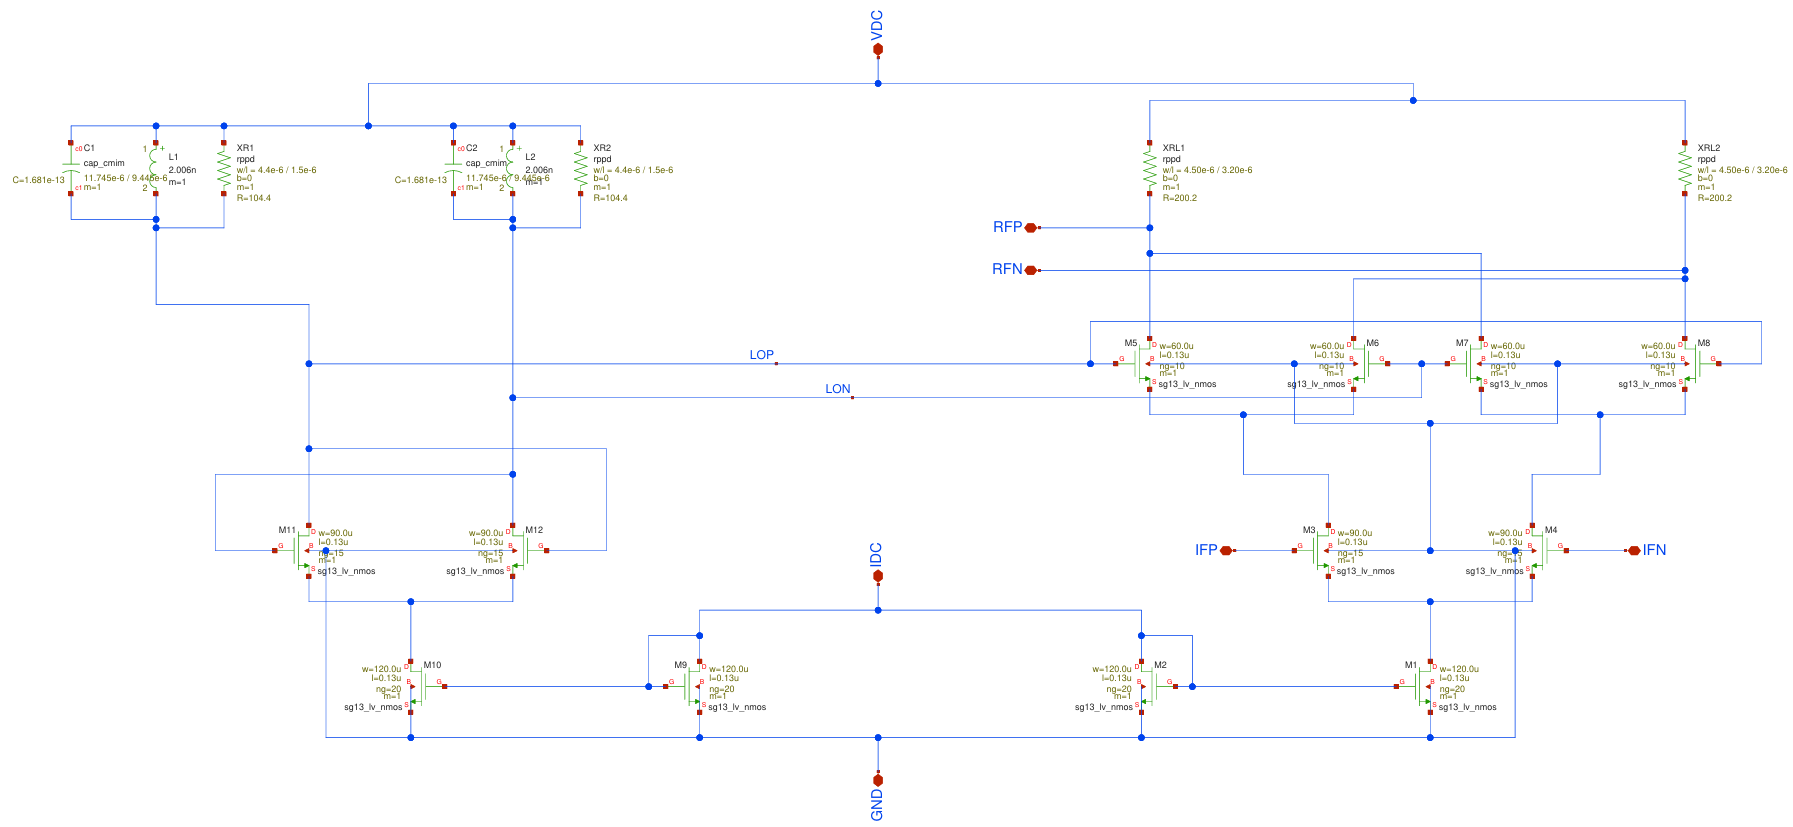 VDC
c0 C1
cap_cmim
C=1.681e-13
11.745e-6 / 9.445e-6
c1 m=1
1 +
L1
2.006n
m=1
2
XR1
rppd
w/l = 4.4e-6 / 1.5e-6
b=0
m=1
R=104.4
c0 C2
cap_cmim
C=1.681e-13
11.745e-6 / 9.445e-6
c1 m=1
1 +
L2
2.006n
m=1
2
XR2
rppd
w/l = 4.4e-6 / 1.5e-6
b=0
m=1
R=104.4
XRL1
rppd
w/l = 4.50e-6 / 3.20e-6
b=0
m=1
R=200.2
XRL2
rppd
w/l = 4.50e-6 / 3.20e-6
b=0
m=1
R=200.2
RFP
RFN
LOP
LON
M5
G D B S
w=60.0u
l=0.13u
ng=10
m=1
sg13_lv_nmos
M6
G D B S
w=60.0u
l=0.13u
ng=10
m=1
sg13_lv_nmos
M7
G D B S
w=60.0u
l=0.13u
ng=10
m=1
sg13_lv_nmos
M8
G D B S
w=60.0u
l=0.13u
ng=10
m=1
sg13_lv_nmos
M11
G D B S
w=90.0u
l=0.13u
ng=15
m=1
sg13_lv_nmos
M12
G D B S
w=90.0u
l=0.13u
ng=15
m=1
sg13_lv_nmos
IFP
M3
G D B S
w=90.0u
l=0.13u
ng=15
m=1
sg13_lv_nmos
M4
G D B S
w=90.0u
l=0.13u
ng=15
m=1
sg13_lv_nmos
IFN
IDC
M10
G D B S
w=120.0u
l=0.13u
ng=20
m=1
sg13_lv_nmos
M9
G D B S
w=120.0u
l=0.13u
ng=20
m=1
sg13_lv_nmos
M2
G D B S
w=120.0u
l=0.13u
ng=20
m=1
sg13_lv_nmos
M1
G D B S
w=120.0u
l=0.13u
ng=20
m=1
sg13_lv_nmos
GND